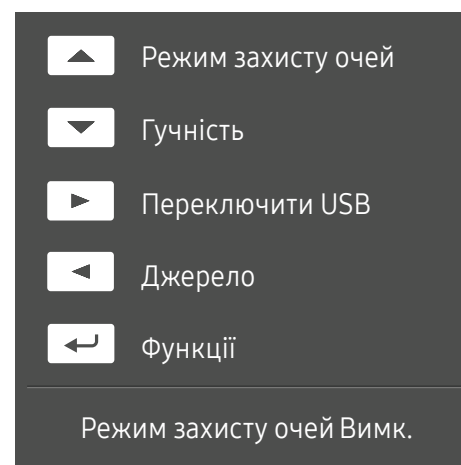 Режим захисту очей
Гучність
Переключити USB
Джерело
Функції
Режим захисту очей Вимк.